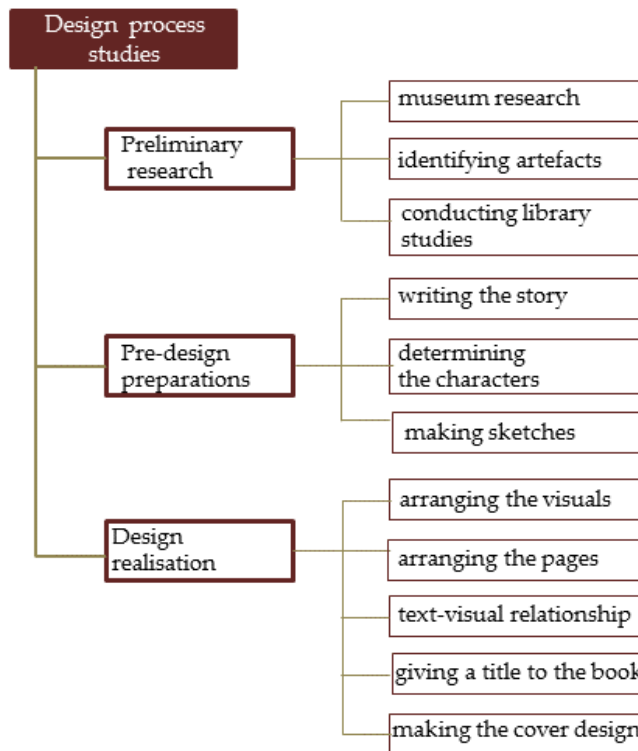 Design process
studies
Preliminary
research
museum research
identifying artefacts
conducting library
studies
Pre-design
preparations
writing the story
determining
the characters
making sketches
Design
realisation
arranging the visuals
arranging the pages
text-visual relationship
giving a title to the book
making the cover design